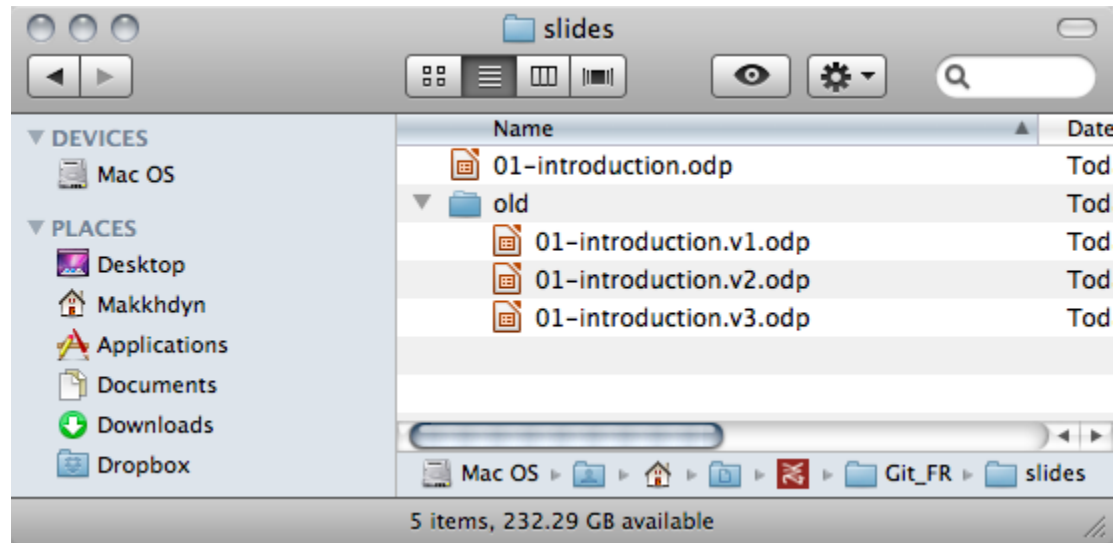 slides
Name Date
DEVICES
Mac OS
PLACES
Desktop
Makkhdyn
Applications
Documents
Downloads
Dropbox
01-introduction.odp Tod
old Tod
01-introduction.v1.odp Tod
01-introduction.v2.odp Tod
01-introduction.v3.odp Tod
Mac OS Git_FR slides
5 items, 232.29 GB available